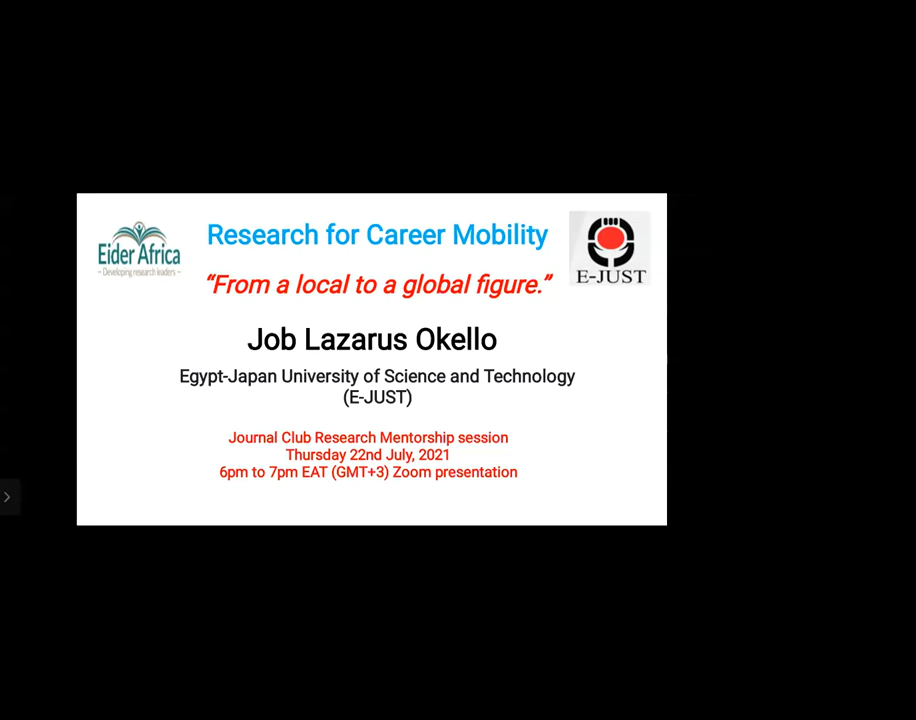 Research for Career Mobility
Eider Africa
~ Developing research leaders ~
E-JUST
“From a local to a global figure.”
Job Lazarus Okello
Egypt-Japan University of Science and Technology
(E-JUST)
Journal Club Research Mentorship session
Thursday 22nd July, 2021
6pm to 7pm EAT (GMT+3) Zoom presentation